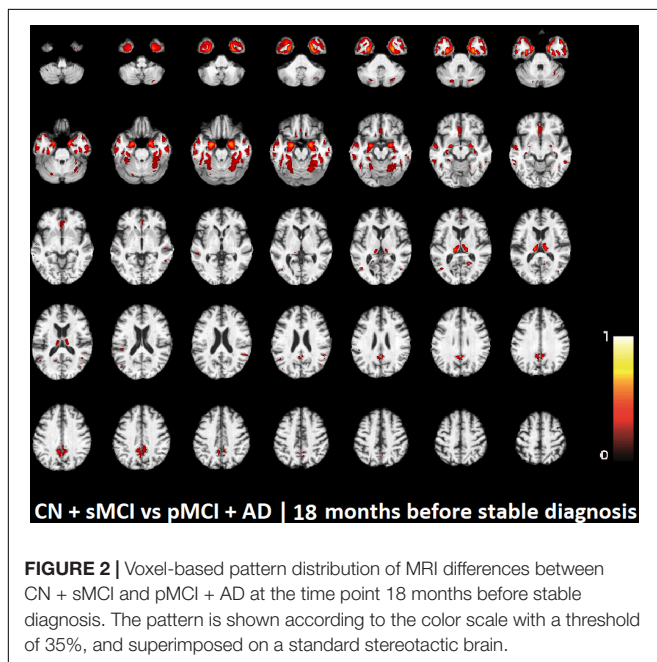 1
0
CN + sMCI vs pMCI + AD | 18 months before stable diagnosis
FIGURE 2 | Voxel-based pattern distribution of MRI differences between
CN + sMCI and pMCI + AD at the time point 18 months before stable
diagnosis. The pattern is shown according to the color scale with a threshold
of 35%, and superimposed on a standard stereotactic brain.